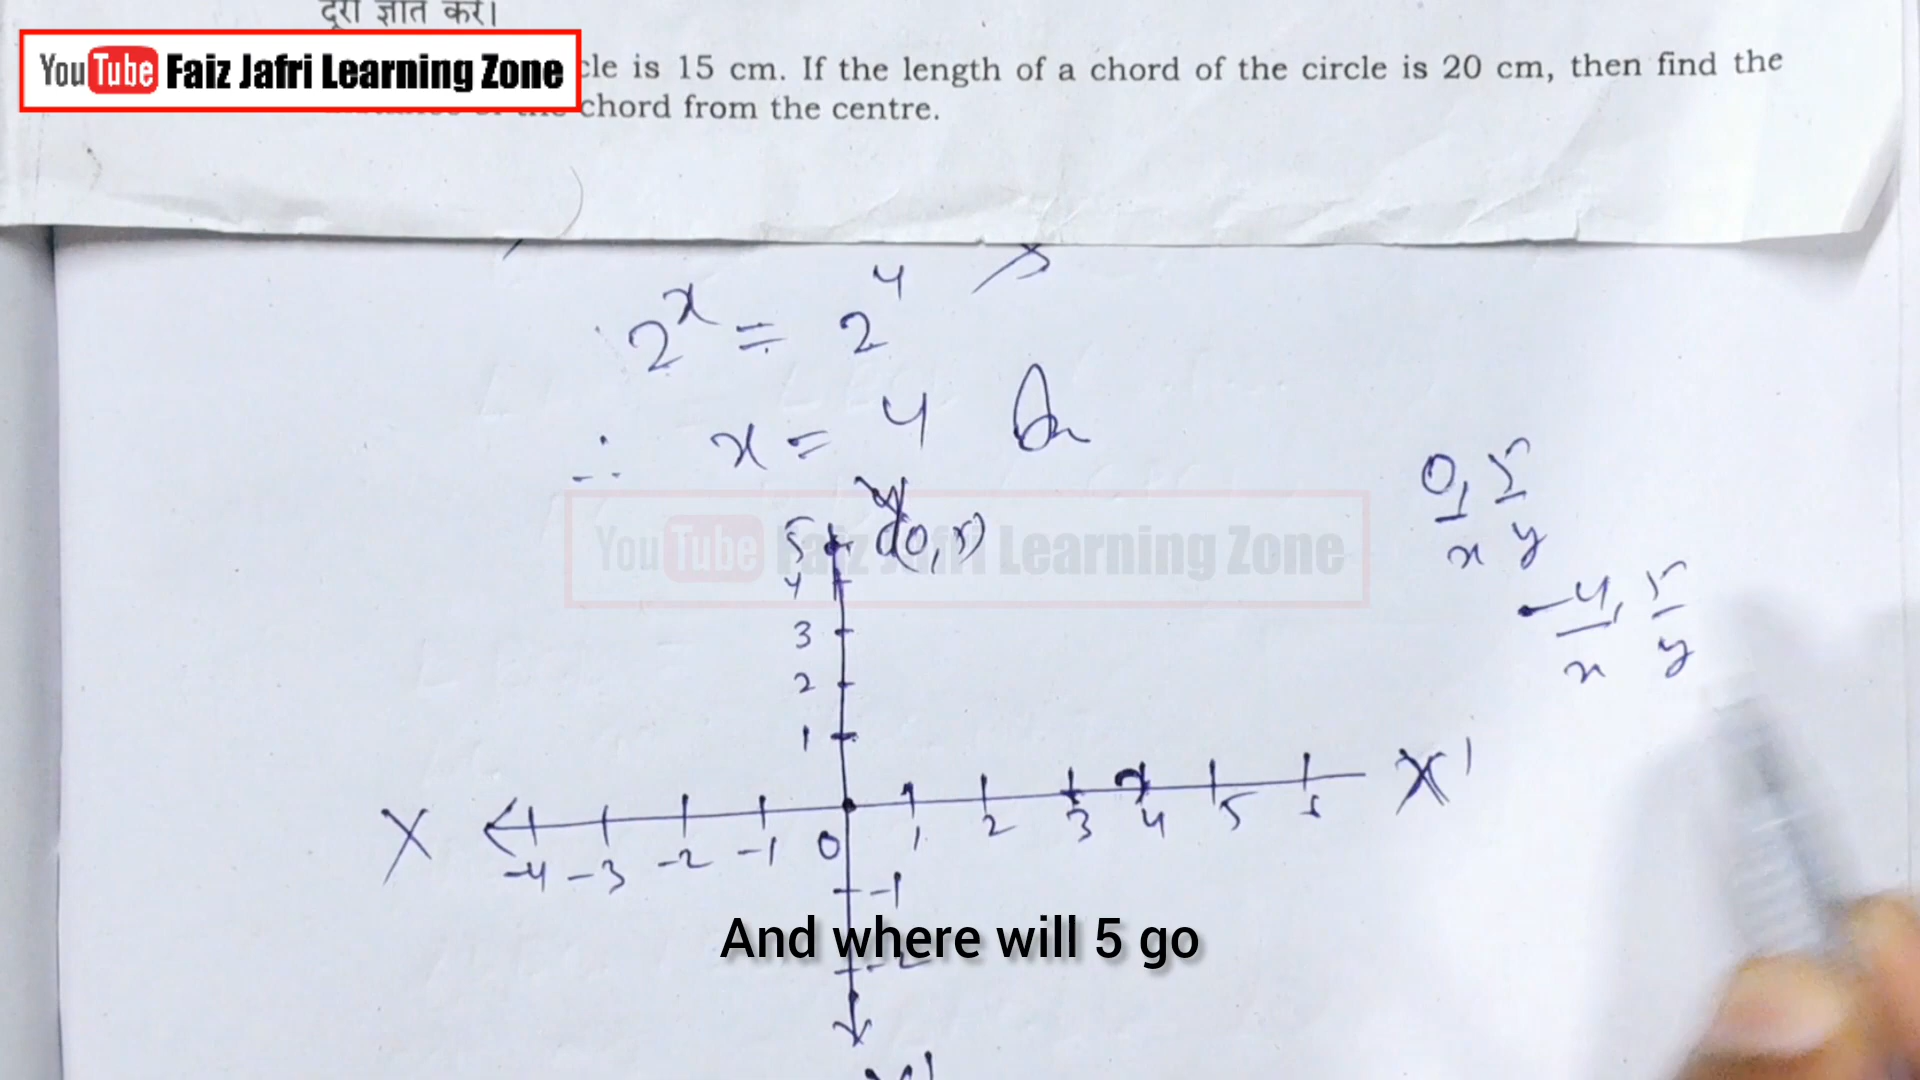 दूरी ज्ञात करें।
YouTube Faiz Jafri Learning Zone cle is 15 cm. If the length of a chord of the circle is 20 cm, then find the
chord from the centre.
2^x = 2^4
∴ x = 4
0, 5
x y
-4, 5
x y
YouTube Faiz Jafri Learning Zone
y
5 (0, 5)
4
3
2
1
X X'
-4 -3 -2 -1 0 1 2 3 4 5
-1
-2
And where will 5 go